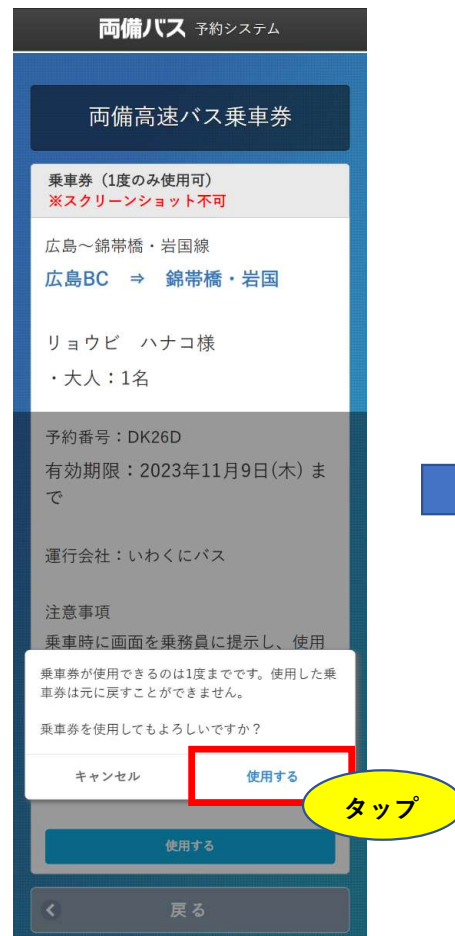 両備バス 予約システム
両備高速バス乗車券
乗車券（1度のみ使用可）
※スクリーンショット不可
広島～錦帯橋・岩国線
広島BC ⇒ 錦帯橋・岩国
リョウビ ハナコ様
・大人：1名
予約番号：DK26D
有効期限：2023年11月9日(木) ま
で
運行会社：いわくにバス
注意事項
乗車時に画面を乗務員に提示し、使用
乗車券が使用できるのは1度までです。使用した乗
車券は元に戻すことができません。
乗車券を使用してもよろしいですか？
キャンセル 使用する
タップ
使用する
戻る